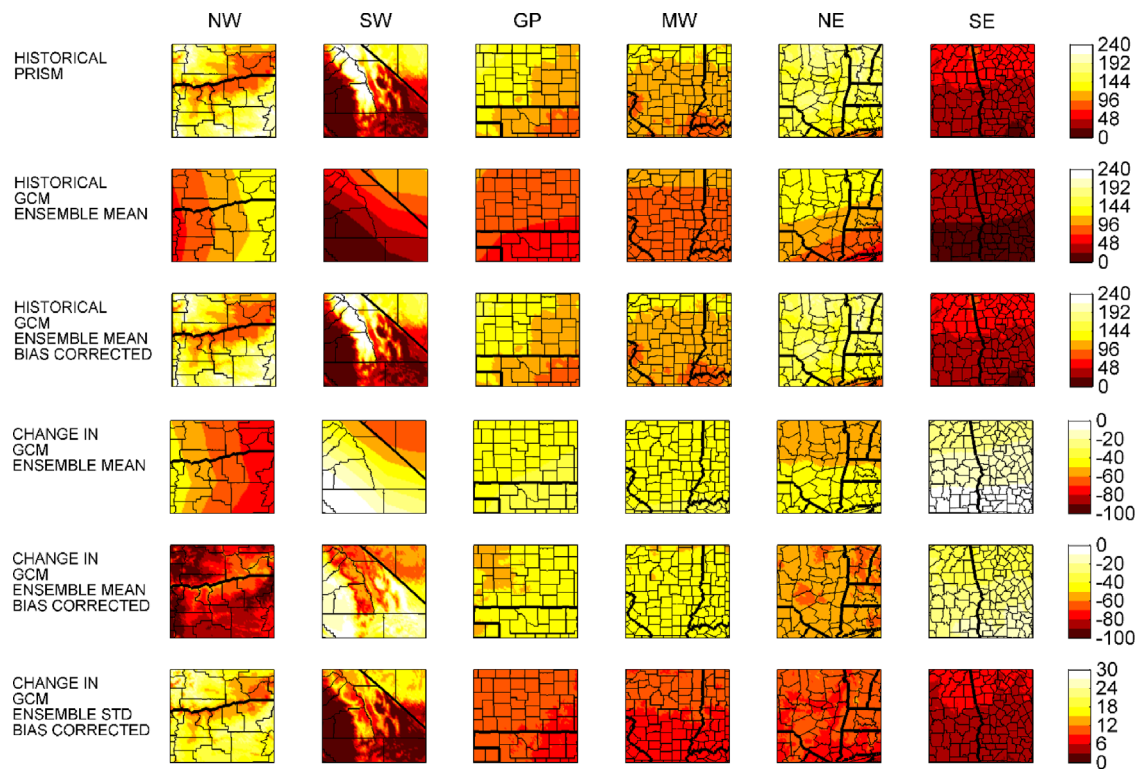 NW SW GP MW NE SE
HISTORICAL
PRISM
240
192
144
96
48
0
HISTORICAL
GCM
ENSEMBLE MEAN
240
192
144
96
48
0
HISTORICAL
GCM
ENSEMBLE MEAN
BIAS CORRECTED
240
192
144
96
48
0
CHANGE IN
GCM
ENSEMBLE MEAN
0
-20
-40
-60
-80
-100
CHANGE IN
GCM
ENSEMBLE MEAN
BIAS CORRECTED
0
-20
-40
-60
-80
-100
CHANGE IN
GCM
ENSEMBLE STD
BIAS CORRECTED
30
24
18
12
6
0